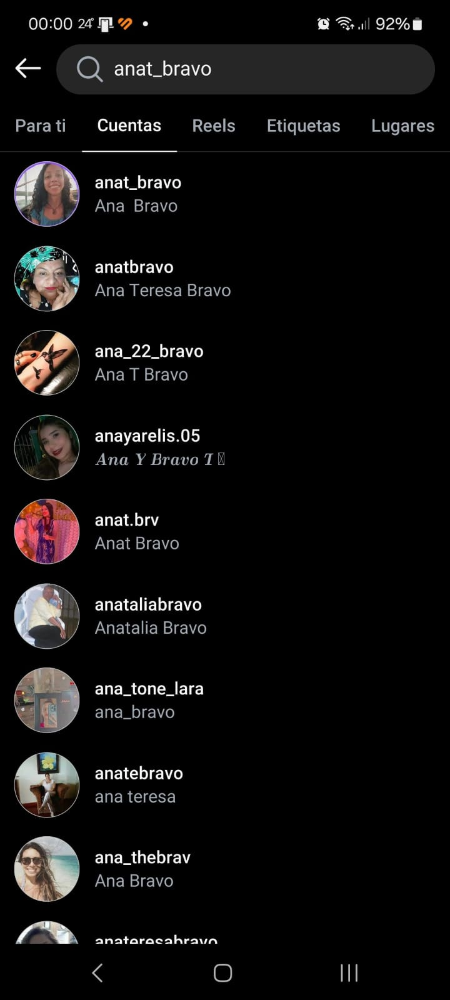 00:00 24° 92%
anat_bravo
Para ti Cuentas Reels Etiquetas Lugares
anat_bravo
Ana Bravo
anatbravo
Ana Teresa Bravo
ana_22_bravo
Ana T Bravo
anayarelis.05
𝑨𝒏𝒂 𝒀 𝑩𝒓𝒂𝒗𝒐 𝑻
anat.brv
Anat Bravo
anataliabravo
Anatalia Bravo
ana_tone_lara
ana_bravo
anatebravo
ana teresa
ana_thebrav
Ana Bravo
anateresabravo